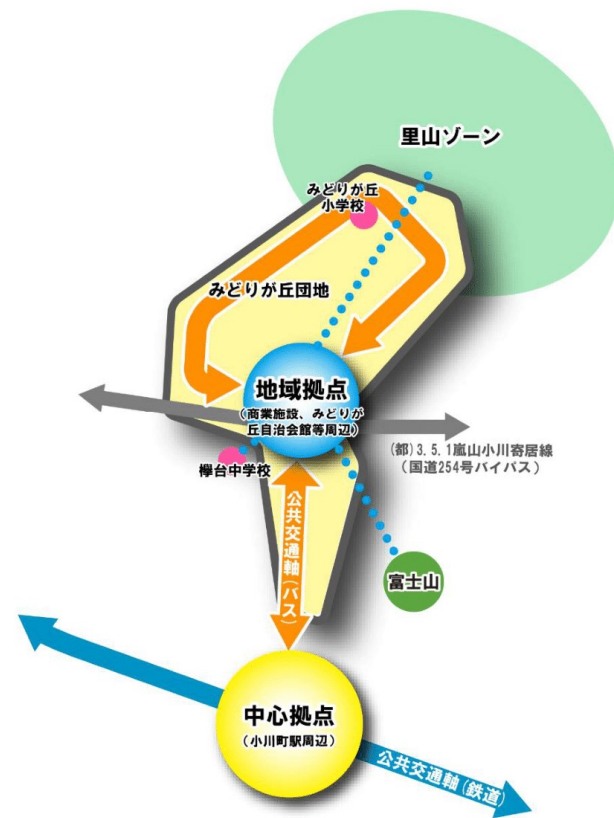 里山ゾーン
みどりが丘
小学校
みどりが丘団地
地域拠点
(商業施設、みどりが
丘自治会館等周辺)
(都)3.5.1嵐山小川寄居線
(国道254号バイパス)
欅台中学校
公共交通軸(バス)
富士山
中心拠点
(小川町駅周辺)
公共交通軸(鉄道)